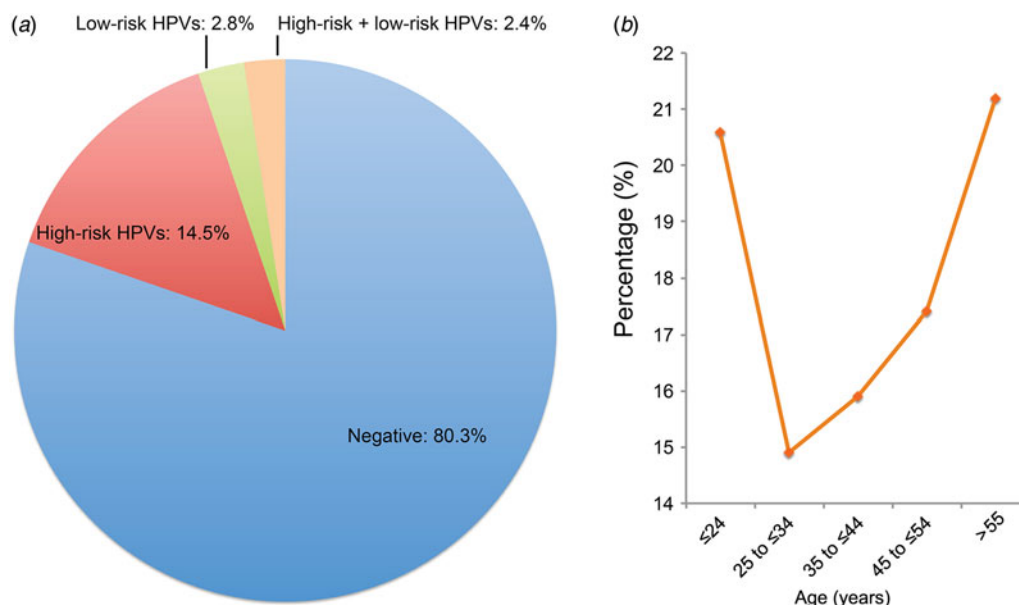 (a)
Low-risk HPVs: 2.8%
High-risk + low-risk HPVs: 2.4%
High-risk HPVs: 14.5%
Negative: 80.3%
(b)
Percentage (%)
22
21
20
19
18
17
16
15
14
≤24
25 to ≤34
35 to ≤44
45 to ≤54
>55
Age (years)